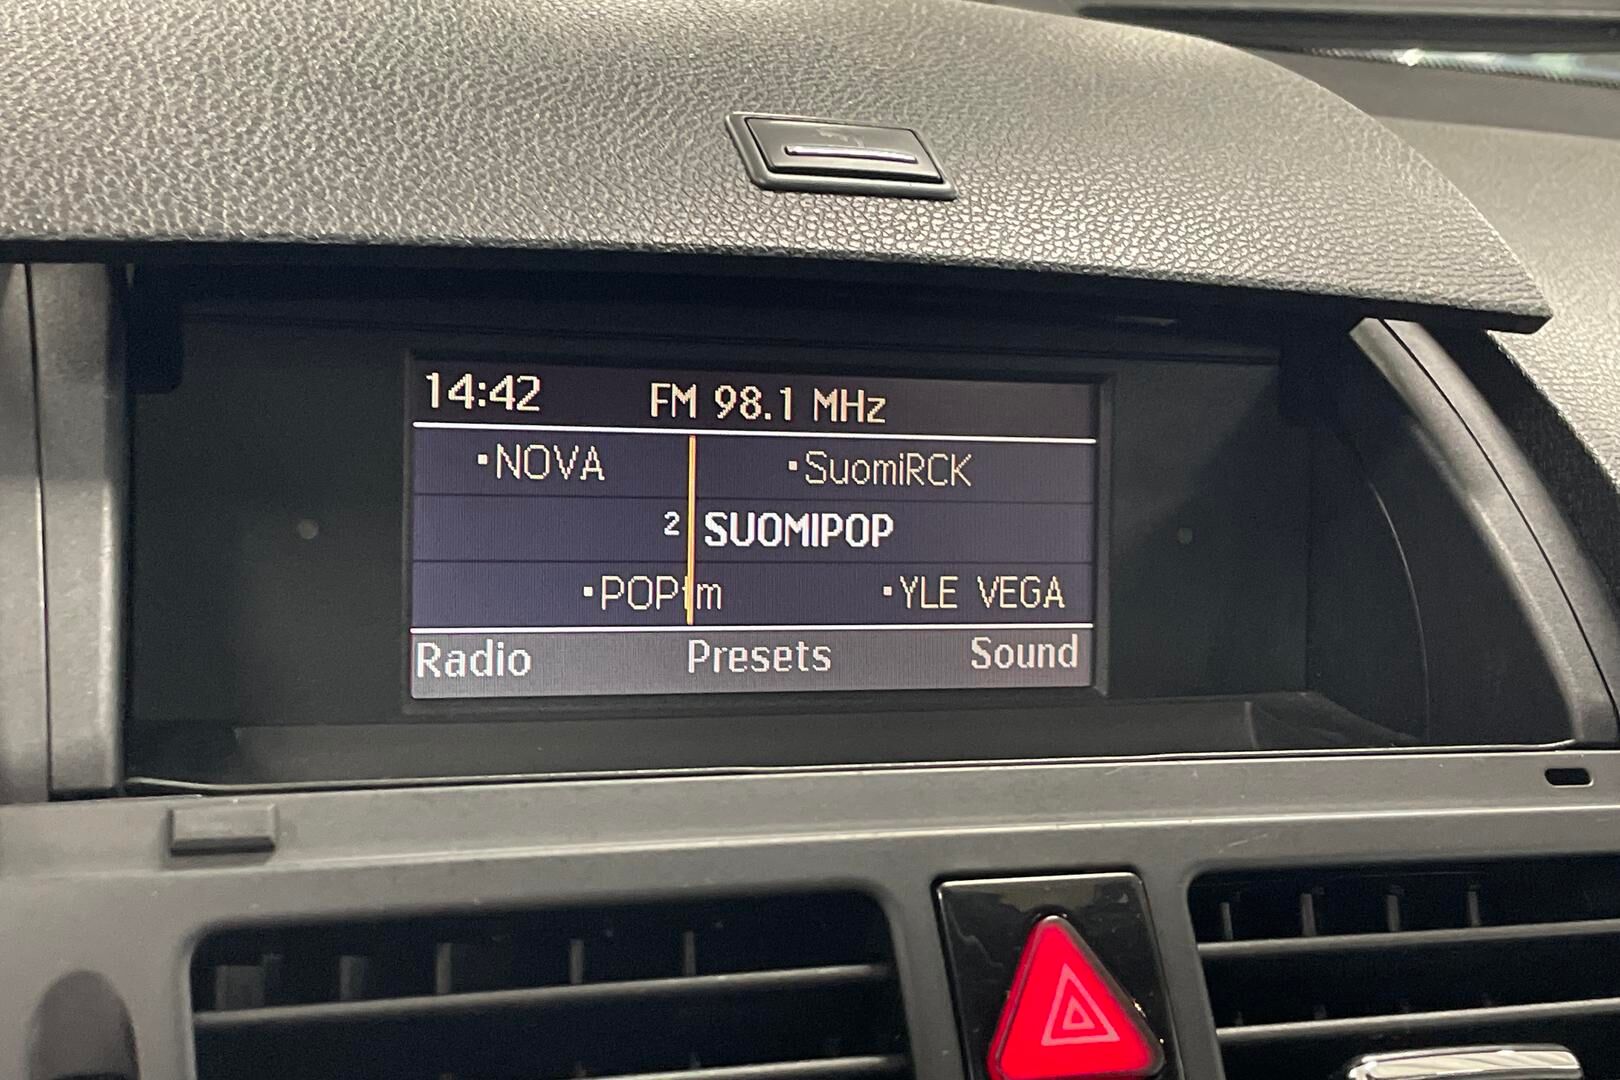 14:42 FM 98.1 MHz
▪NOVA ▪SuomiRCK
2 SUOMIPOP
▪POPfm ▪YLE VEGA
Radio Presets Sound